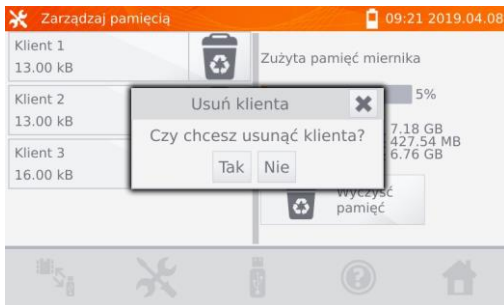 Zarządzaj pamięcią
09:21 2019.04.08
Klient 1
13.00 kB
Klient 2
13.00 kB
Klient 3
16.00 kB
Zużyta pamięć miernika
5%
7.18 GB
427.54 MB
6.76 GB
Usuń klienta
Czy chcesz usunąć klienta?
Tak
Nie
Wyczyść
pamięć